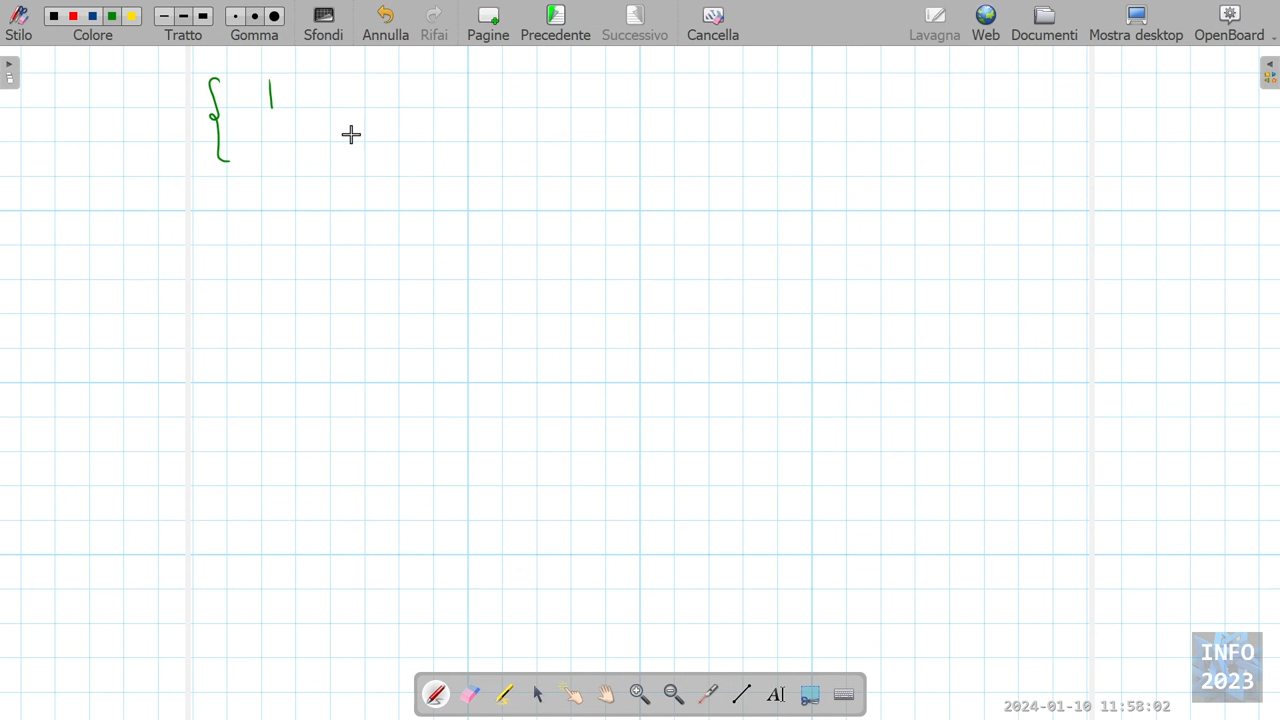 Stilo Colore Tratto Gomma Sfondi Annulla Rifai Pagine Precedente Successivo Cancella Lavagna Web Documenti Mostra desktop OpenBoard
{ |
AI
INFO
2023
2024-01-10 11:58:02